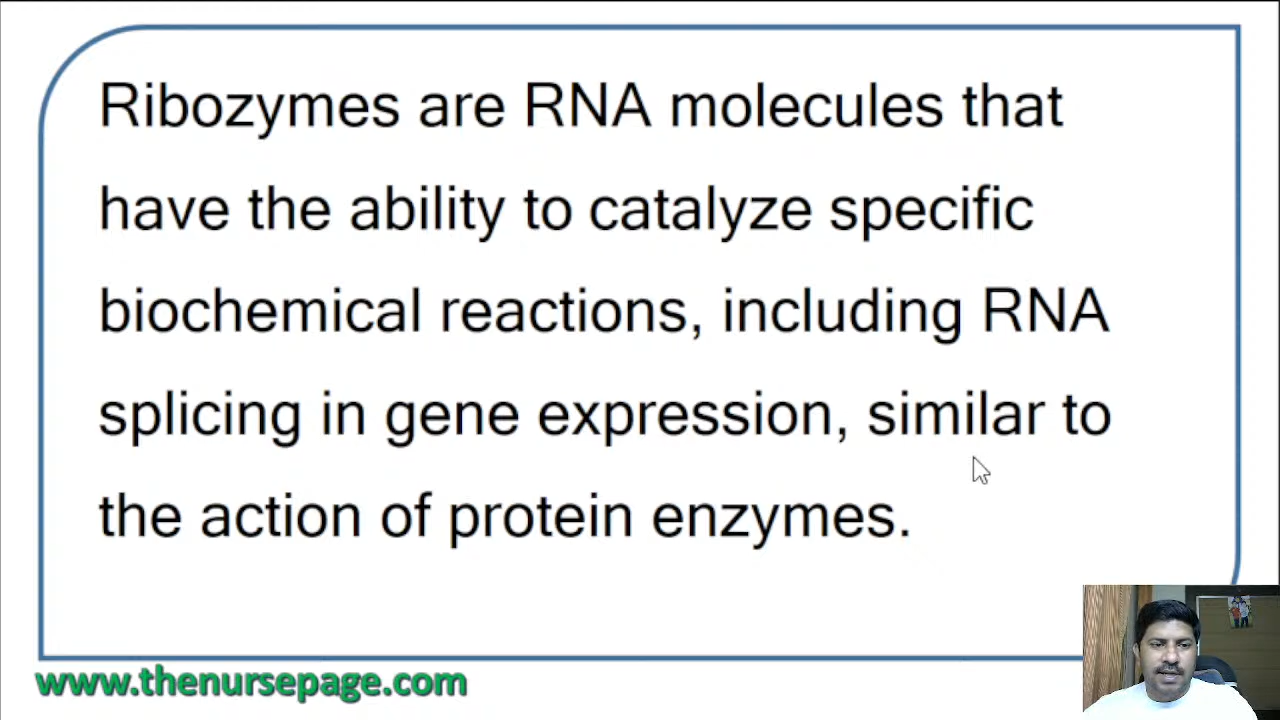 Ribozymes are RNA molecules that
have the ability to catalyze specific
biochemical reactions, including RNA
splicing in gene expression, similar to
the action of protein enzymes.
www.thenursepage.com